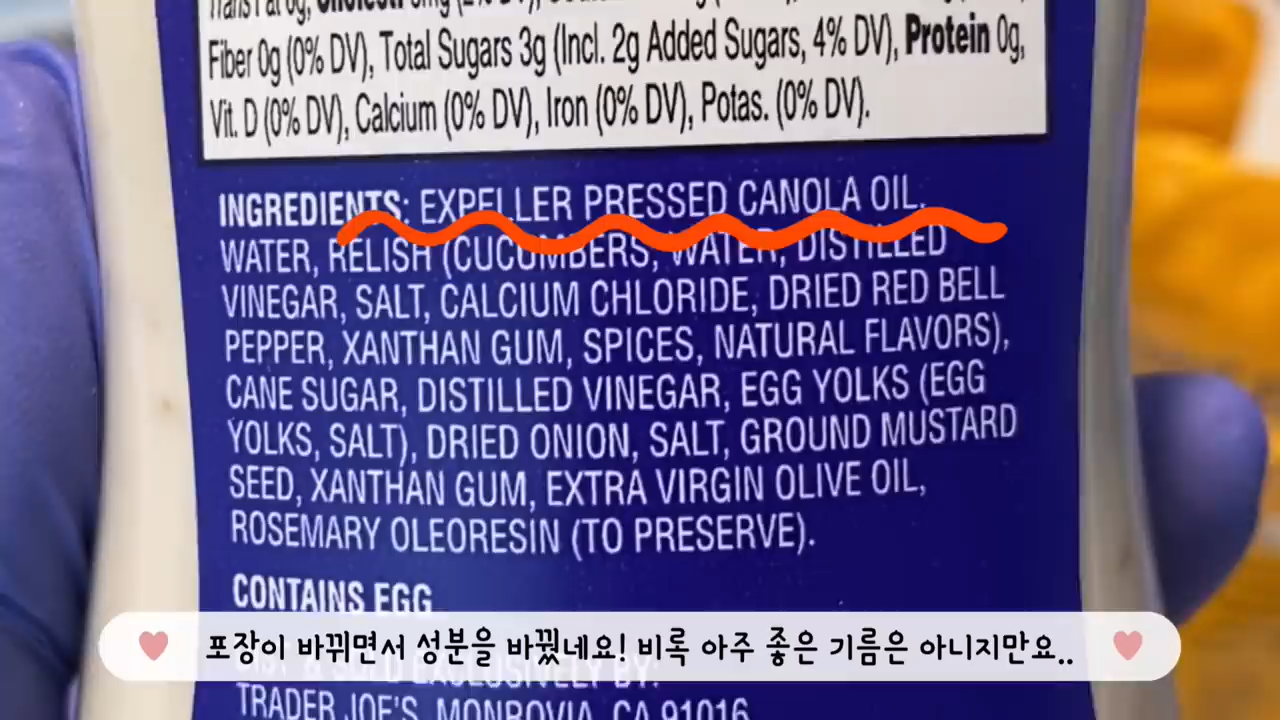 Trans Fat 0g,
Fiber 0g (0% DV), Total Sugars 3g (Incl. 2g Added Sugars, 4% DV), Protein 0g,
Vit. D (0% DV), Calcium (0% DV), Iron (0% DV), Potas. (0% DV).
INGREDIENTS: EXPELLER PRESSED CANOLA OIL,
WATER, RELISH (CUCUMBERS, WATER, DISTILLED
VINEGAR, SALT, CALCIUM CHLORIDE, DRIED RED BELL
PEPPER, XANTHAN GUM, SPICES, NATURAL FLAVORS),
CANE SUGAR, DISTILLED VINEGAR, EGG YOLKS (EGG
YOLKS, SALT), DRIED ONION, SALT, GROUND MUSTARD
SEED, XANTHAN GUM, EXTRA VIRGIN OLIVE OIL,
ROSEMARY OLEORESIN (TO PRESERVE).
CONTAINS EGG
포장이 바뀌면서 성분을 바꿨네요! 비록 아주 좋은 기름은 아니지만요..
EXCLUSIVELY BY:
TRADER JOE'S, MONROVIA, CA 91016